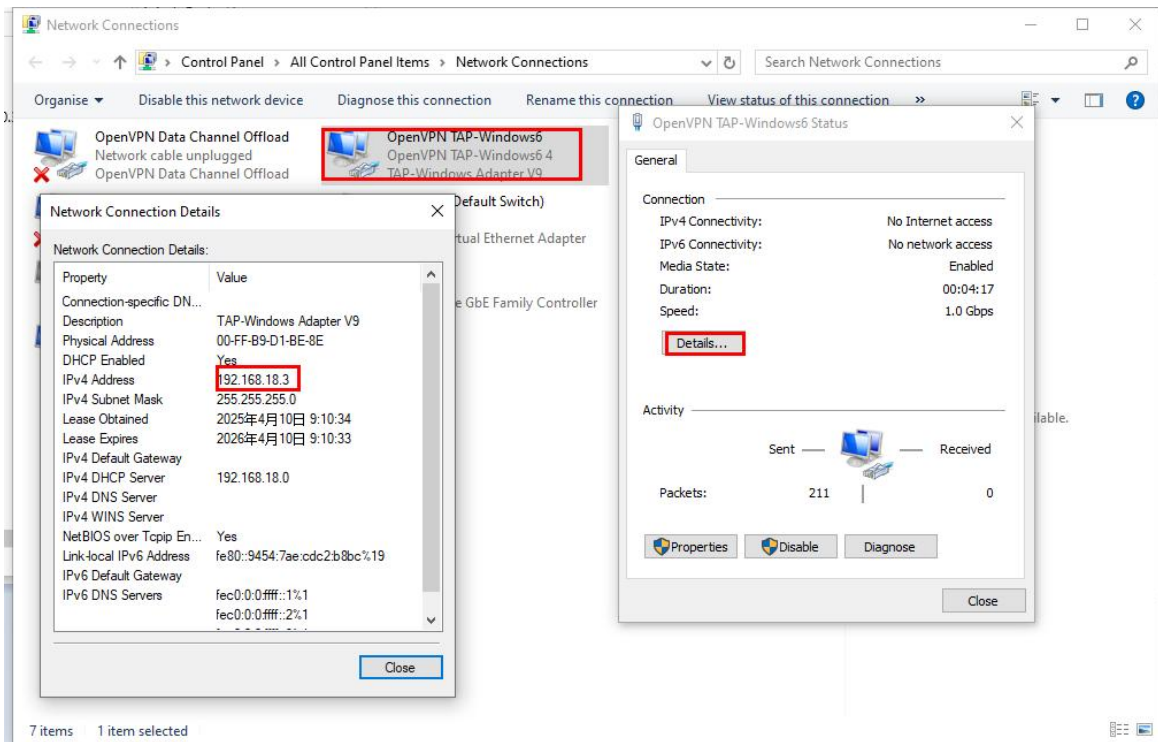 Network Connections
Control Panel > All Control Panel Items > Network Connections
Search Network Connections
Organise
Disable this network device
Diagnose this connection
Rename this connection
View status of this connection
»
OpenVPN Data Channel Offload
Network cable unplugged
OpenVPN Data Channel Offload
OpenVPN TAP-Windows6
OpenVPN TAP-Windows6 4
TAP-Windows Adapter V9
Default Switch)
rtual Ethernet Adapter
e GbE Family Controller
Network Connection Details
Network Connection Details:
Property Value
Connection-specific DN...
Description TAP-Windows Adapter V9
Physical Address 00-FF-B9-D1-BE-8E
DHCP Enabled Yes
IPv4 Address 192.168.18.3
IPv4 Subnet Mask 255.255.255.0
Lease Obtained 2025年4月10日 9:10:34
Lease Expires 2026年4月10日 9:10:33
IPv4 Default Gateway
IPv4 DHCP Server 192.168.18.0
IPv4 DNS Server
IPv4 WINS Server
NetBIOS over Tcpip En... Yes
Link-local IPv6 Address fe80::9454:7ae:cdc2:b8bc%19
IPv6 Default Gateway
IPv6 DNS Servers fec0:0:0:ffff::1%1
fec0:0:0:ffff::2%1
Close
OpenVPN TAP-Windows6 Status
General
Connection
IPv4 Connectivity: No Internet access
IPv6 Connectivity: No network access
Media State: Enabled
Duration: 00:04:17
Speed: 1.0 Gbps
Details...
Activity
Sent — Received
Packets: 211 0
Properties
Disable
Diagnose
Close
ilable.
7 items 1 item selected